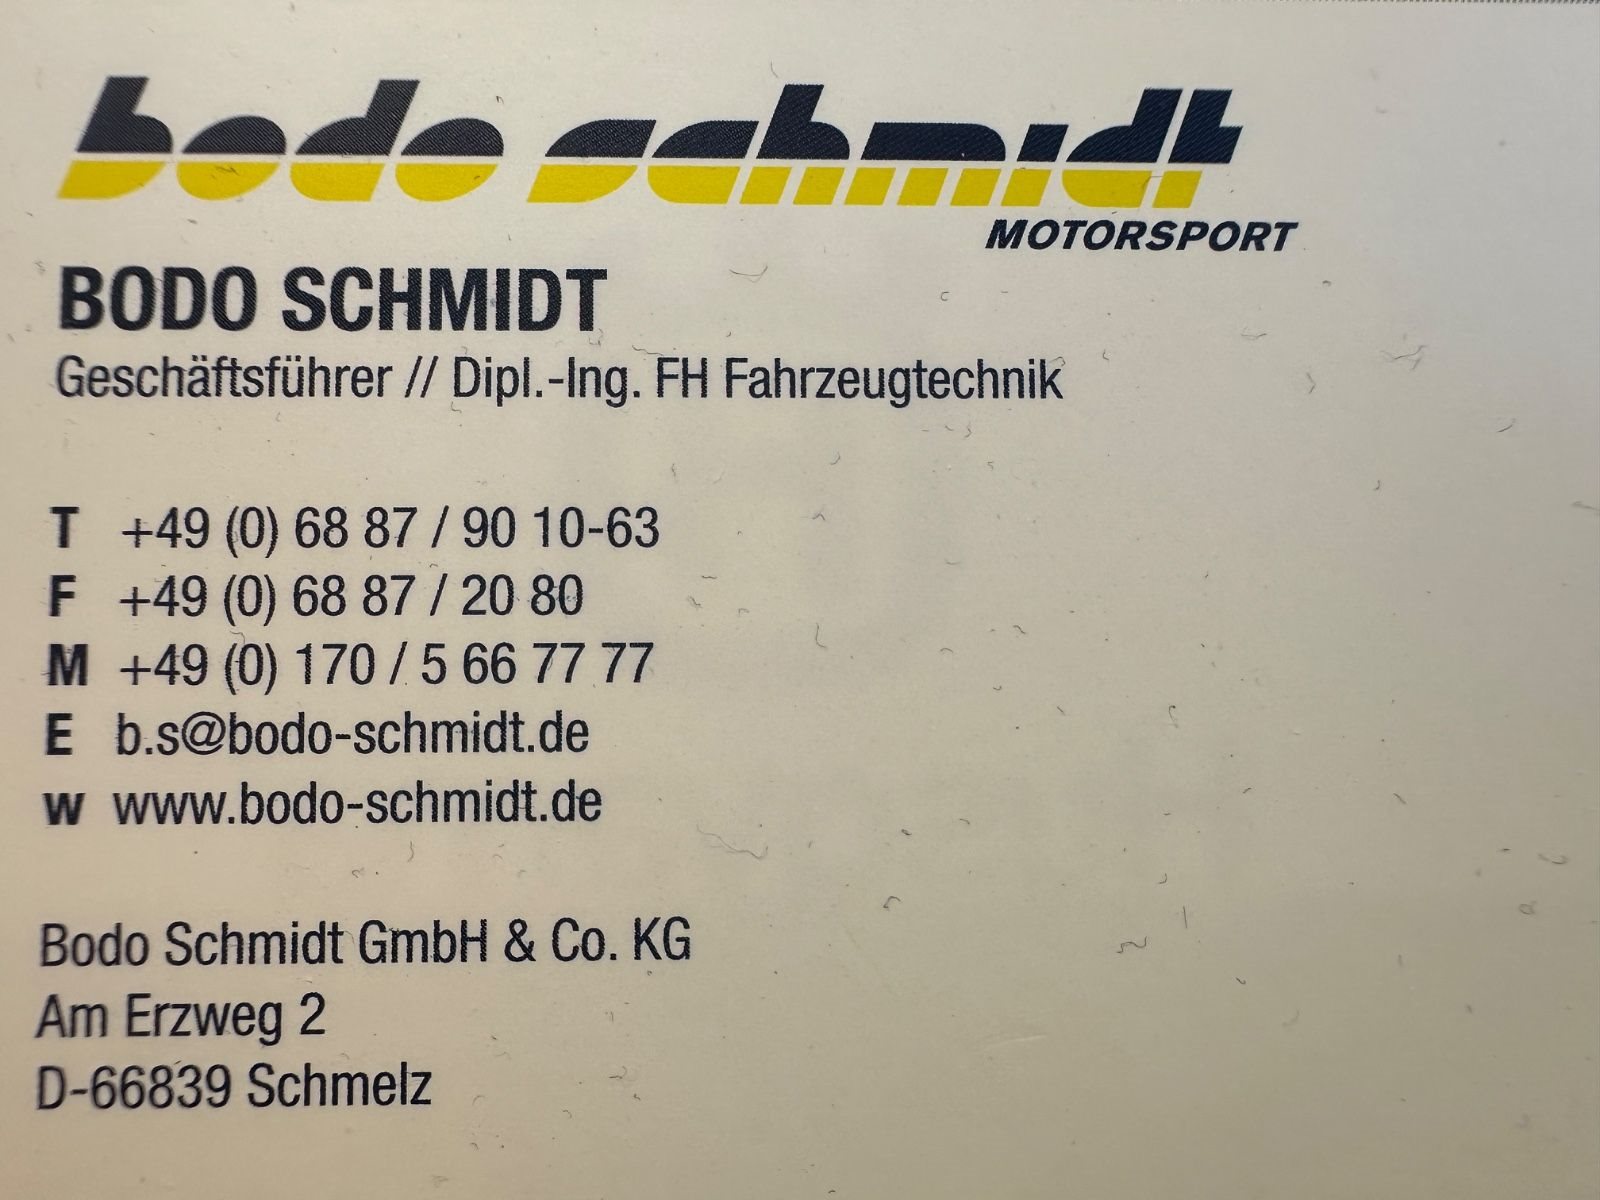 bodo schmidt
MOTORSPORT
BODO SCHMIDT
Geschäftsführer // Dipl.-Ing. FH Fahrzeugtechnik
T +49 (0) 68 87 / 90 10-63
F +49 (0) 68 87 / 20 80
M +49 (0) 170 / 5 66 77 77
E b.s@bodo-schmidt.de
w www.bodo-schmidt.de
Bodo Schmidt GmbH & Co. KG
Am Erzweg 2
D-66839 Schmelz